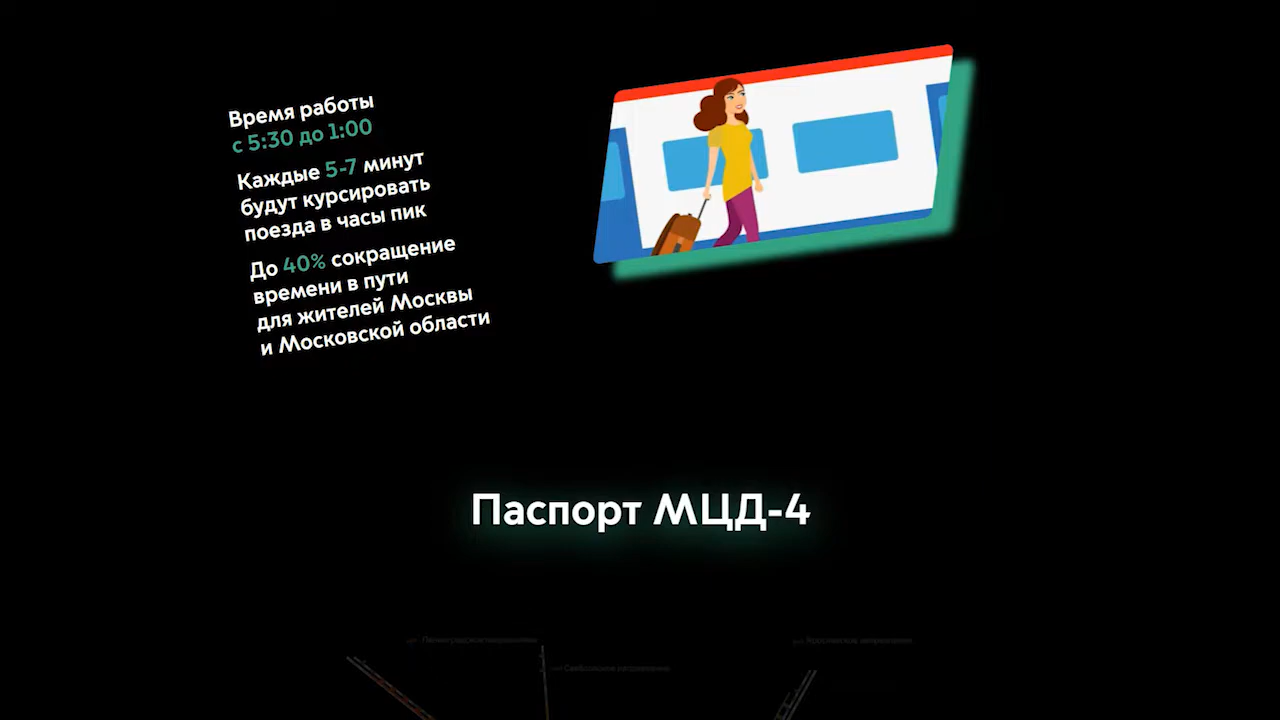 Время работы
с 5:30 до 1:00
Каждые 5-7 минут
будут курсировать
поезда в часы пик
До 40% сокращение
времени в пути
для жителей Москвы
и Московской области
Паспорт МЦД-4